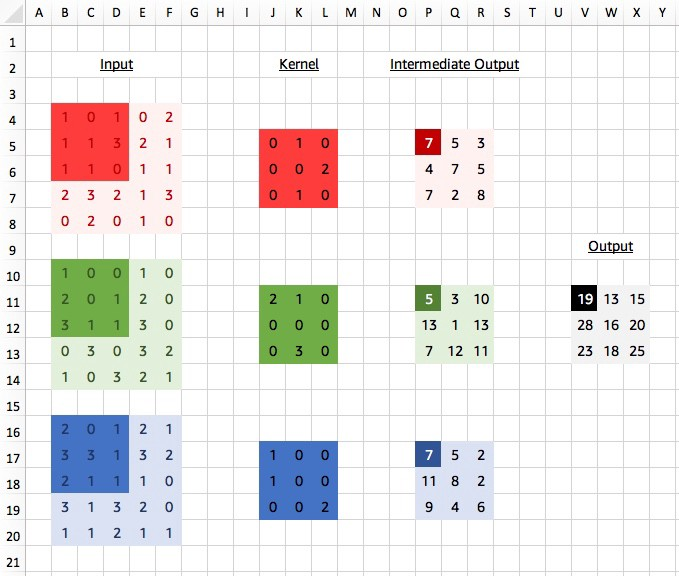 A B C D E F G H I J K L M N O P Q R S T U V W X Y
1
2 Input Kernel Intermediate Output
3
4 1 0 1 0 2
5 1 1 3 2 1 0 1 0 7 5 3
6 1 1 0 1 1 0 0 2 4 7 5
7 2 3 2 1 3 0 1 0 7 2 8
8 0 2 0 1 0
9 Output
10 1 0 0 1 0
11 2 0 1 2 0 2 1 0 5 3 10 19 13 15
12 3 1 1 3 0 0 0 0 13 1 13 28 16 20
13 0 3 0 3 2 0 3 0 7 12 11 23 18 25
14 1 0 3 2 1
15
16 2 0 1 2 1
17 3 3 1 3 2 1 0 0 7 5 2
18 2 1 1 1 0 1 0 0 11 8 2
19 3 1 3 2 0 0 0 2 9 4 6
20 1 1 2 1 1
21